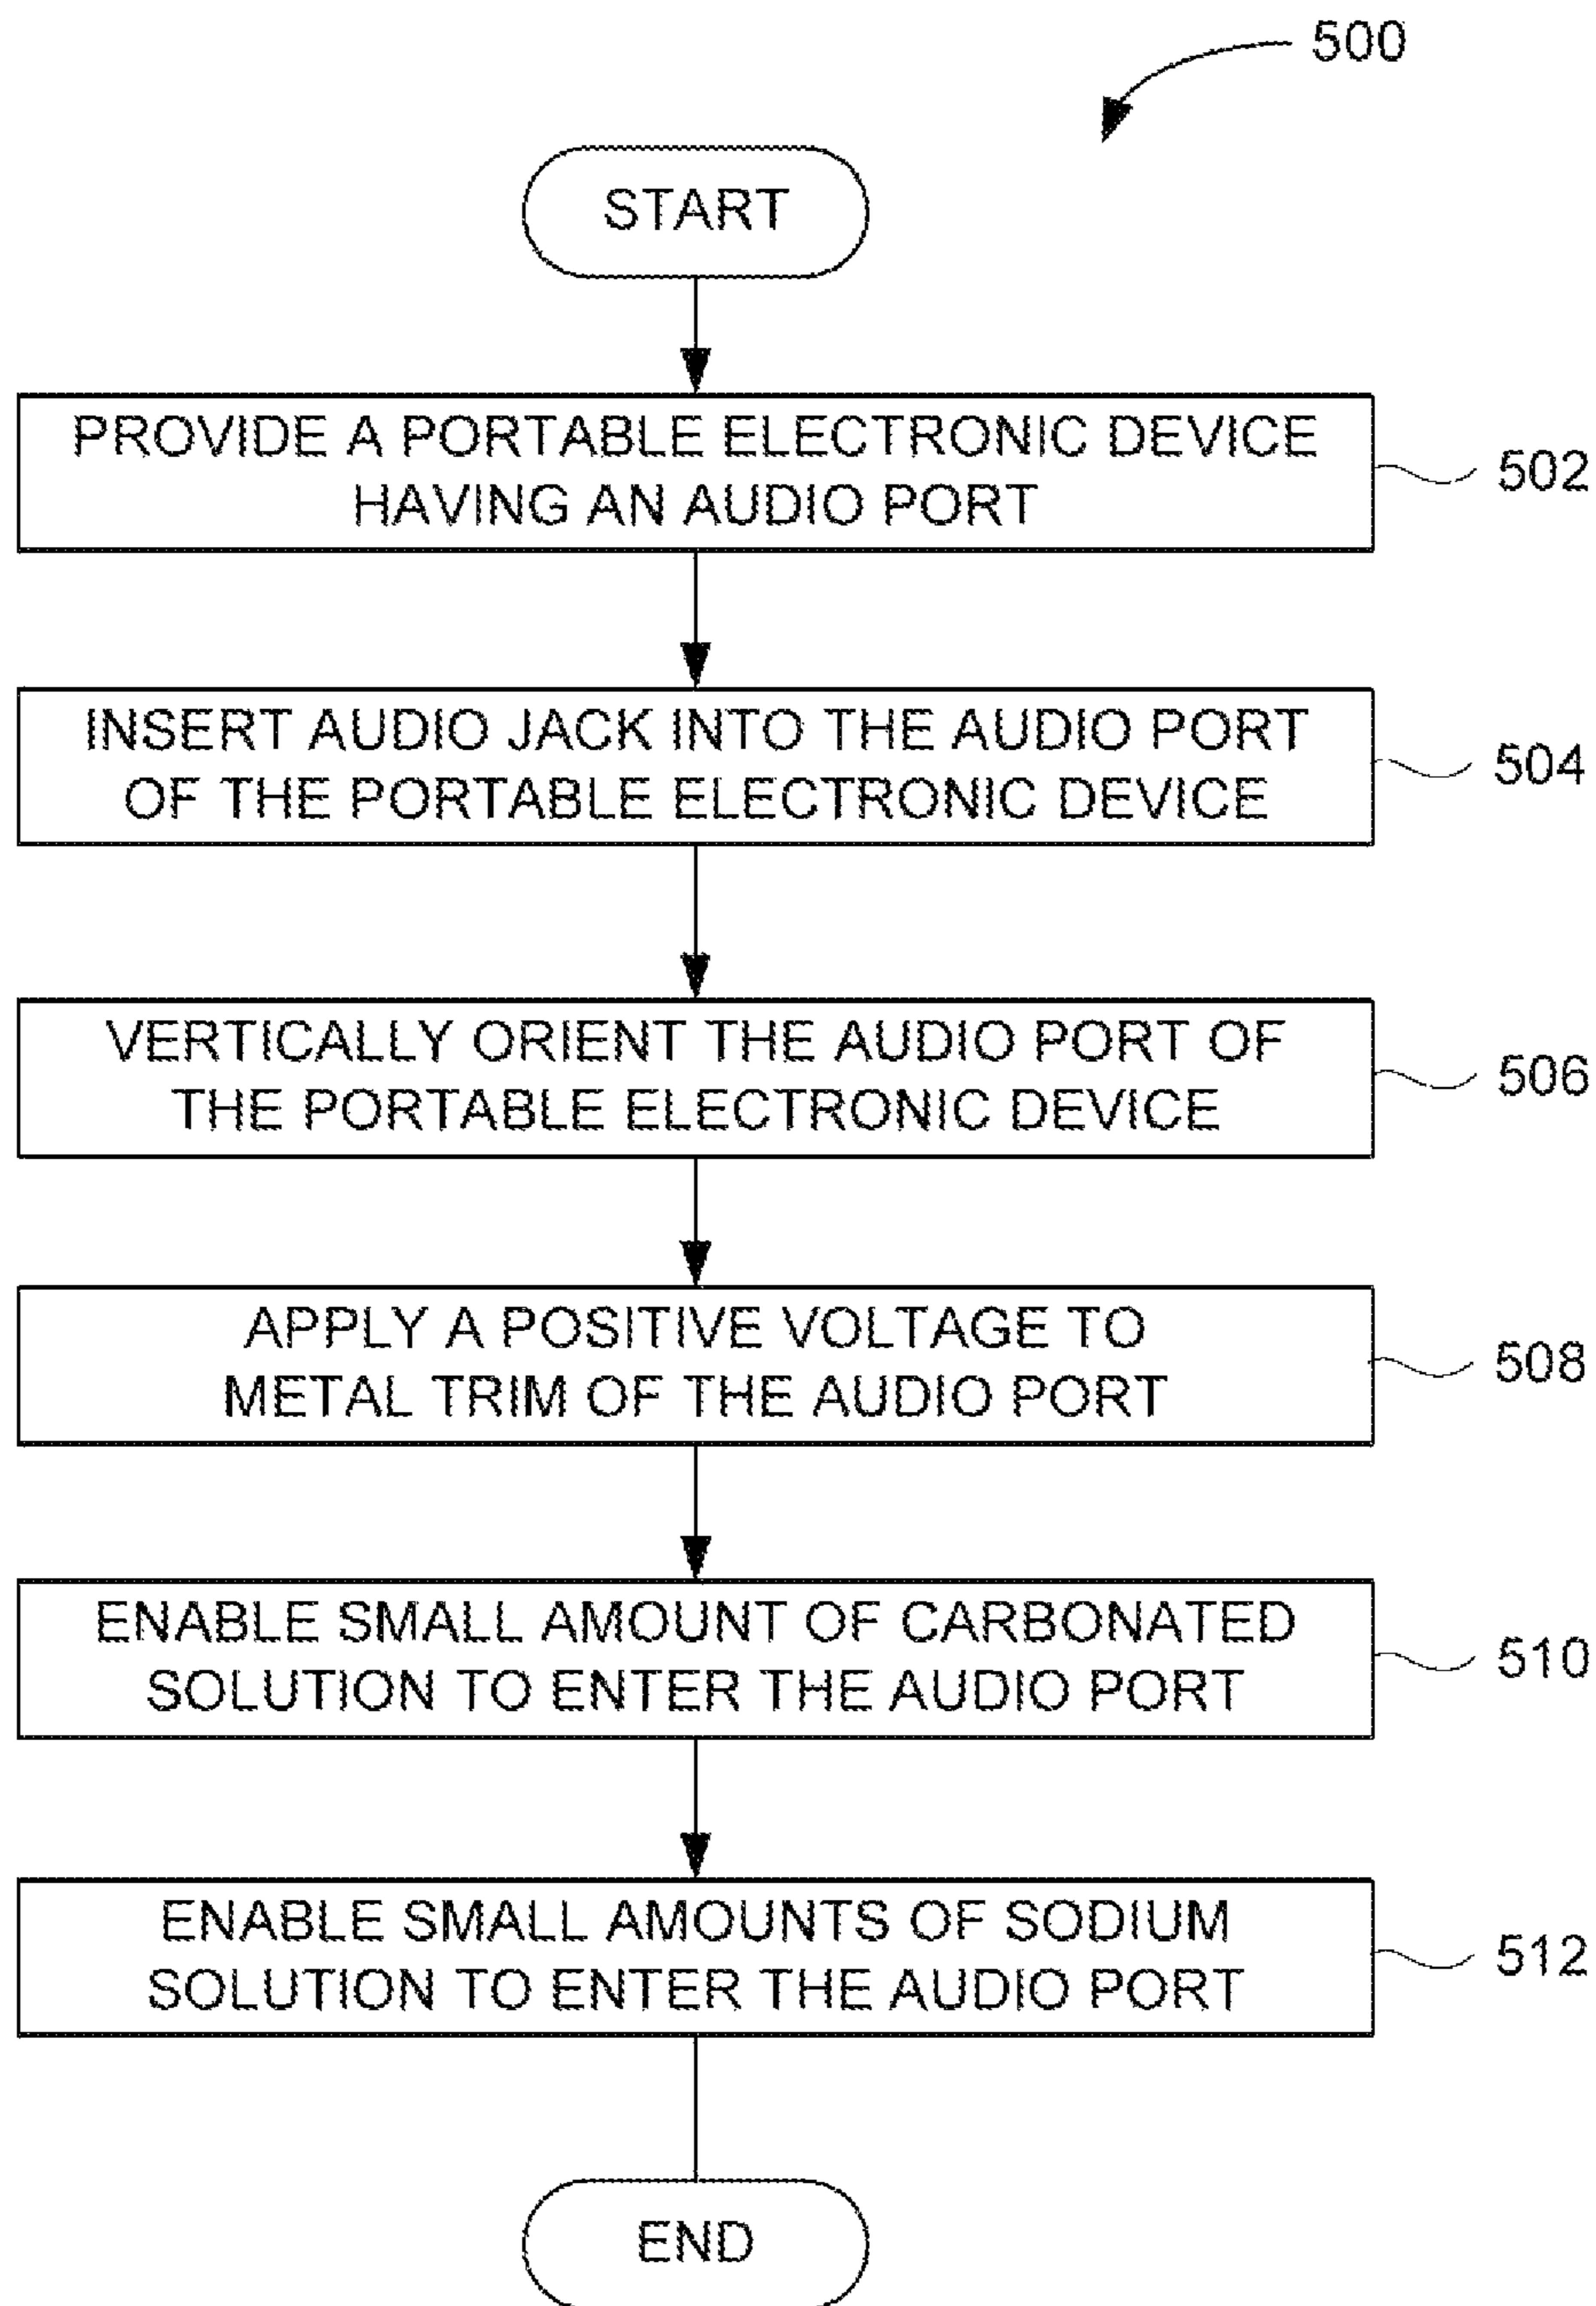 500
START
PROVIDE A PORTABLE ELECTRONIC DEVICE
HAVING AN AUDIO PORT
502
INSERT AUDIO JACK INTO THE AUDIO PORT
OF THE PORTABLE ELECTRONIC DEVICE
504
VERTICALLY ORIENT THE AUDIO PORT OF
THE PORTABLE ELECTRONIC DEVICE
506
APPLY A POSITIVE VOLTAGE TO
METAL TRIM OF THE AUDIO PORT
508
ENABLE SMALL AMOUNT OF CARBONATED
SOLUTION TO ENTER THE AUDIO PORT
510
ENABLE SMALL AMOUNTS OF SODIUM
SOLUTION TO ENTER THE AUDIO PORT
512
END